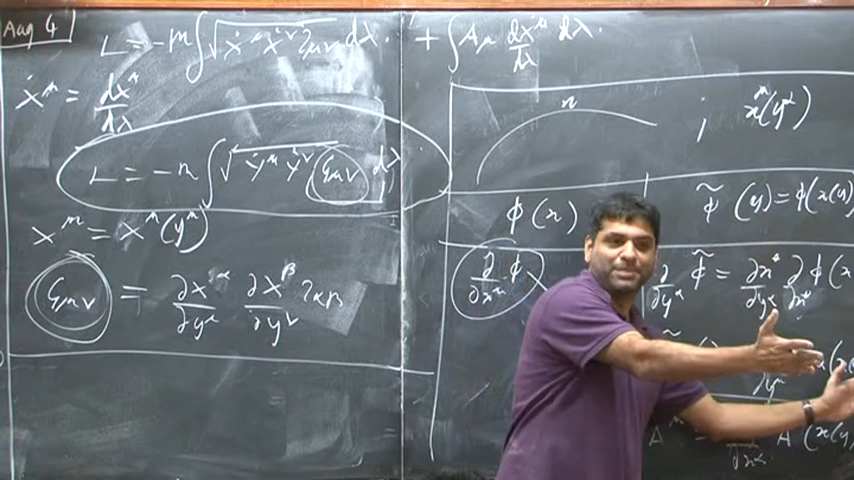 Aug 4
L = -m ∫ √(ẋ^μ ẋ^ν η_μν) dλ. + ∫ A_μ dx^μ/dλ dλ.
ẋ^μ = dx^μ/dλ
L = -m ∫ √(ẏ^μ ẏ^ν g_μν) dλ
x^μ = x^μ(y^μ)
g_μν = ∂x^α/∂y^μ ∂x^β/∂y^ν η_αβ
x ; x^μ(y^α)
φ(x) φ̃(y) = φ(x(y)
∂/∂x^μ φ ∂/∂y^α φ̃ = ∂x^μ/∂y^α ∂/∂x^μ φ(x
A (x(y)